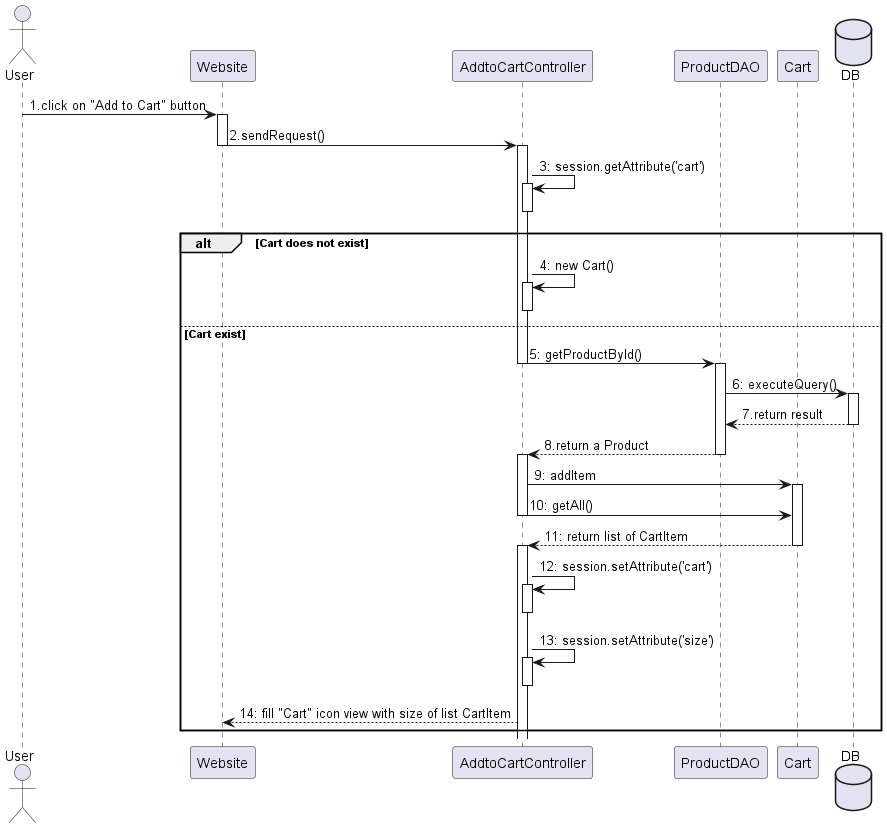 User
Website
AddtoCartController
ProductDAO
Cart
DB
1.click on "Add to Cart" button
2.sendRequest()
3: session.getAttribute('cart')
alt
[Cart does not exist]
4: new Cart()
[Cart exist]
5: getProductById()
6: executeQuery()
7.return result
8.return a Product
9: addItem
10: getAll()
11: return list of CartItem
12: session.setAttribute('cart')
13: session.setAttribute('size')
14: fill "Cart" icon view with size of list CartItem
User
Website
AddtoCartController
ProductDAO
Cart
DB